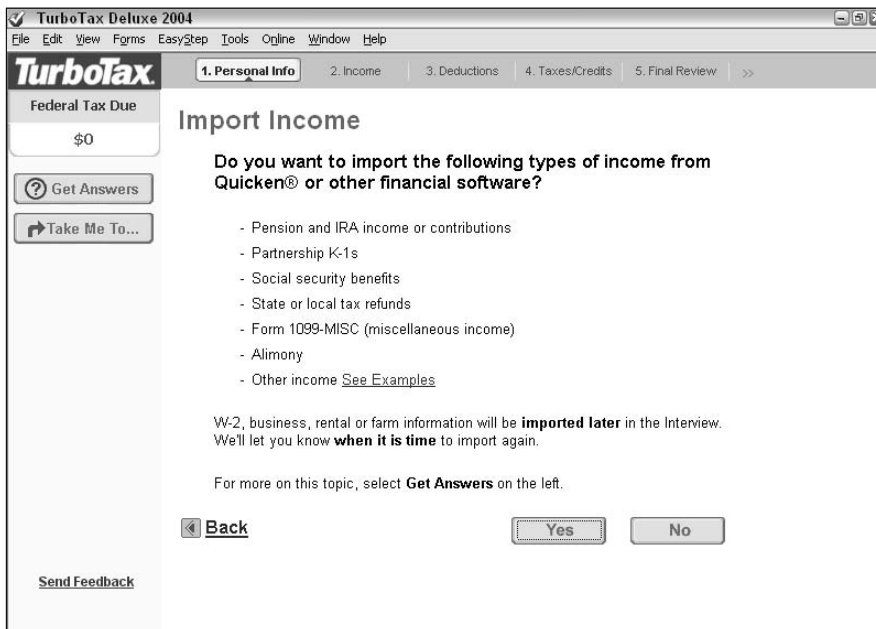 TurboTax Deluxe 2004
File Edit View Forms EasyStep Tools Online Window Help
TurboTax.
1. Personal Info 2. Income 3. Deductions 4. Taxes/Credits 5. Final Review >>
Federal Tax Due
$0
Get Answers
Take Me To...
Import Income
Do you want to import the following types of income from
Quicken® or other financial software?
- Pension and IRA income or contributions
- Partnership K-1s
- Social security benefits
- State or local tax refunds
- Form 1099-MISC (miscellaneous income)
- Alimony
- Other income See Examples
W-2, business, rental or farm information will be imported later in the Interview.
We'll let you know when it is time to import again.
For more on this topic, select Get Answers on the left.
Back
Yes No
Send Feedback